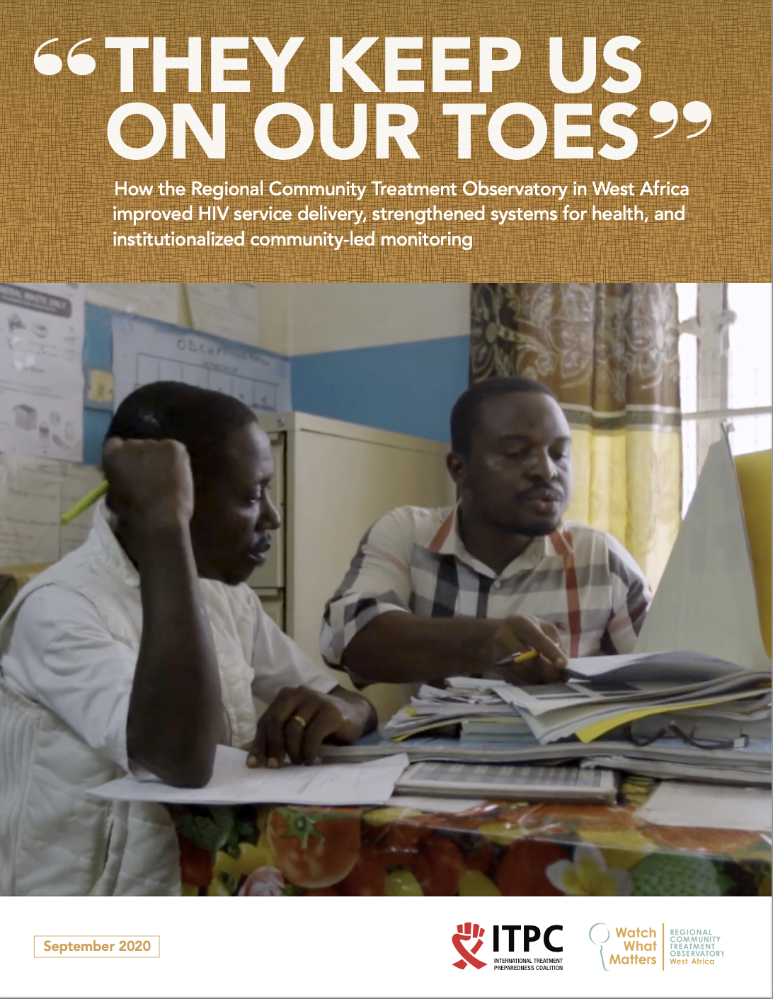 “THEY KEEP US
ON OUR TOES”
How the Regional Community Treatment Observatory in West Africa
improved HIV service delivery, strengthened systems for health, and
institutionalized community-led monitoring
WASTE ONLY
September 2020
ITPC
INTERNATIONAL TREATMENT
PREPAREDNESS COALITION
Watch
What
Matters
REGIONAL
COMMUNITY
TREATMENT
OBSERVATORY
West Africa